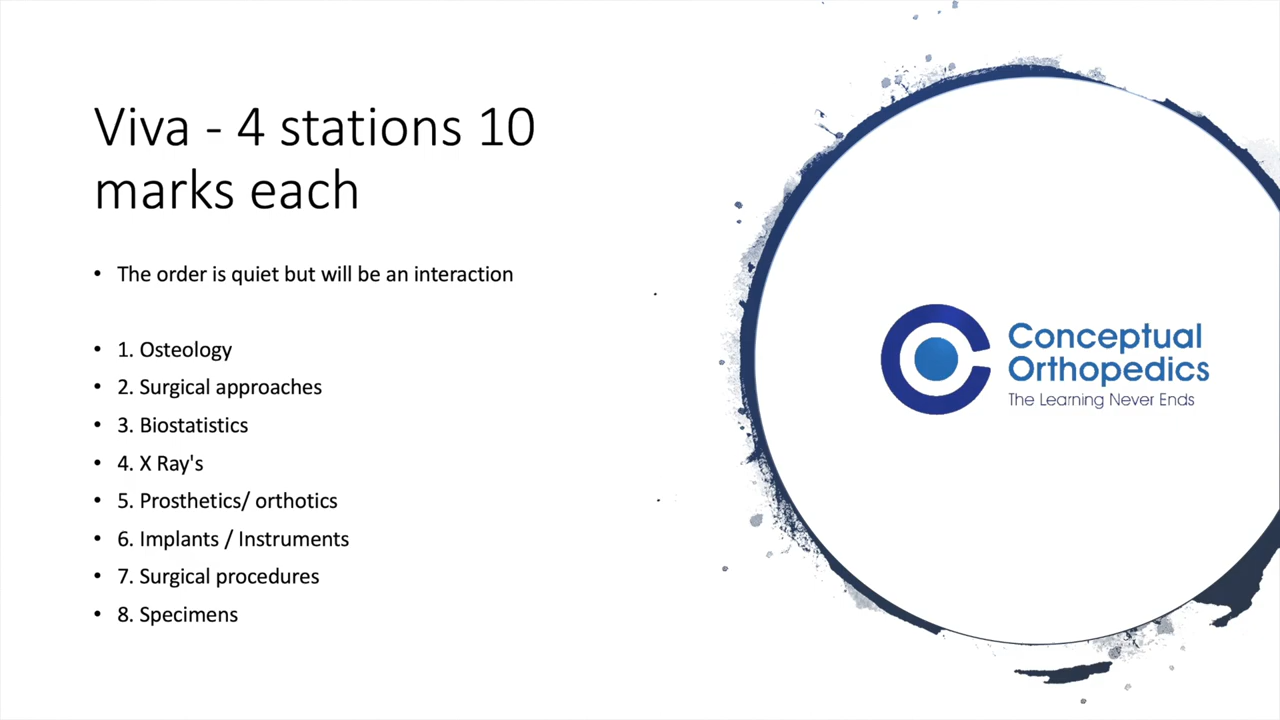 Viva - 4 stations 10
marks each
• The order is quiet but will be an interaction
• 1. Osteology
• 2. Surgical approaches
• 3. Biostatistics
• 4. X Ray's
• 5. Prosthetics/ orthotics
• 6. Implants / Instruments
• 7. Surgical procedures
• 8. Specimens
Conceptual
Orthopedics
The Learning Never Ends